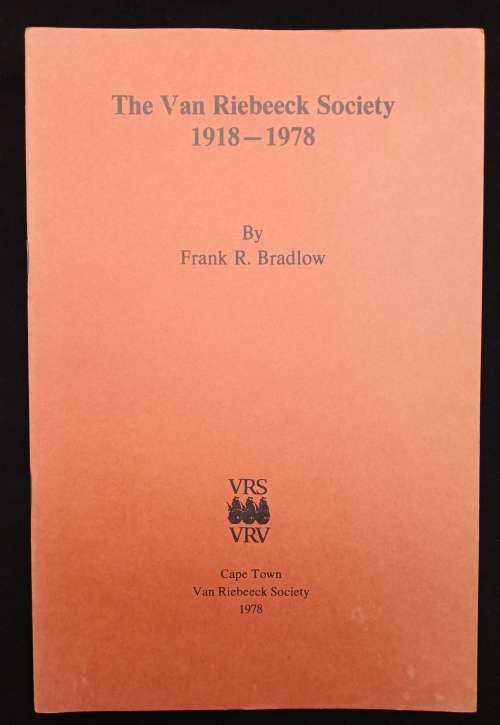 The Van Riebeeck Society
1918–1978
By
Frank R. Bradlow
VRS
VRV
Cape Town
Van Riebeeck Society
1978